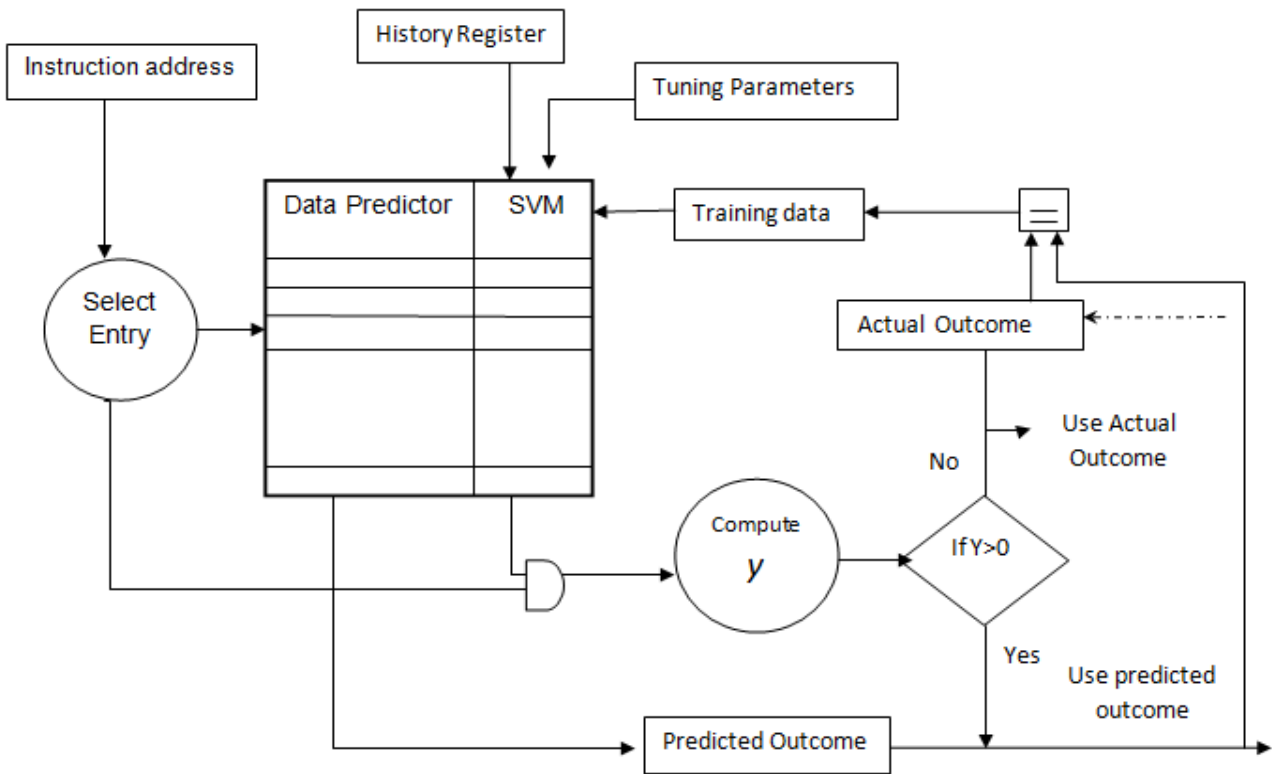 History Register
Instruction address
Tuning Parameters
Data Predictor
SVM
Training data
=
Select
Entry
Actual Outcome
Use Actual
Outcome
No
Compute
y
If Y>0
Yes
Use predicted
outcome
Predicted Outcome